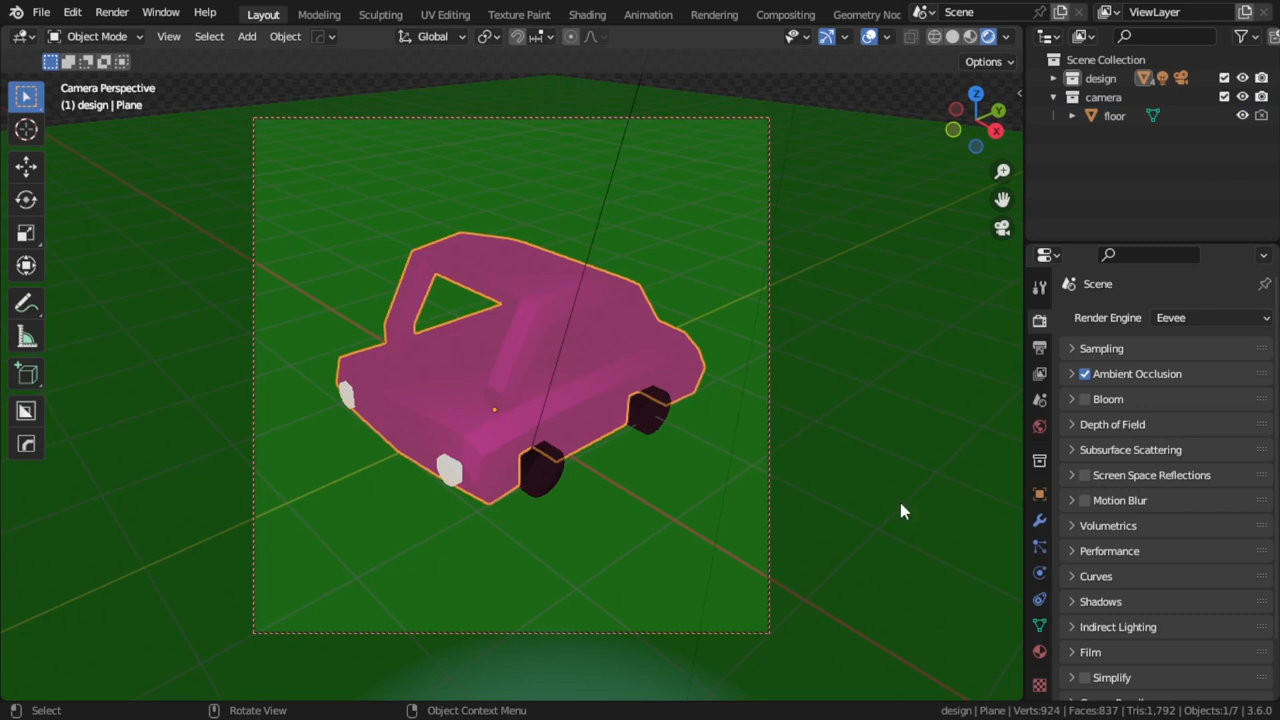 File Edit Render Window Help Layout Modeling Sculpting UV Editing Texture Paint Shading Animation Rendering Compositing Geometry Noc Scene ViewLayer
Object Mode View Select Add Object Global
Options
Camera Perspective
(1) design | Plane
Z
Y
X
Scene Collection
design
4
camera
floor
Scene
Render Engine Eevee
Sampling
Ambient Occlusion
Bloom
Depth of Field
Subsurface Scattering
Screen Space Reflections
Motion Blur
Volumetrics
Performance
Curves
Shadows
Indirect Lighting
Film
Simplify
Select Rotate View Object Context Menu design | Plane Verts:924 | Faces:837 | Tris:1,792 | Objects:1/7 | 3.6.0